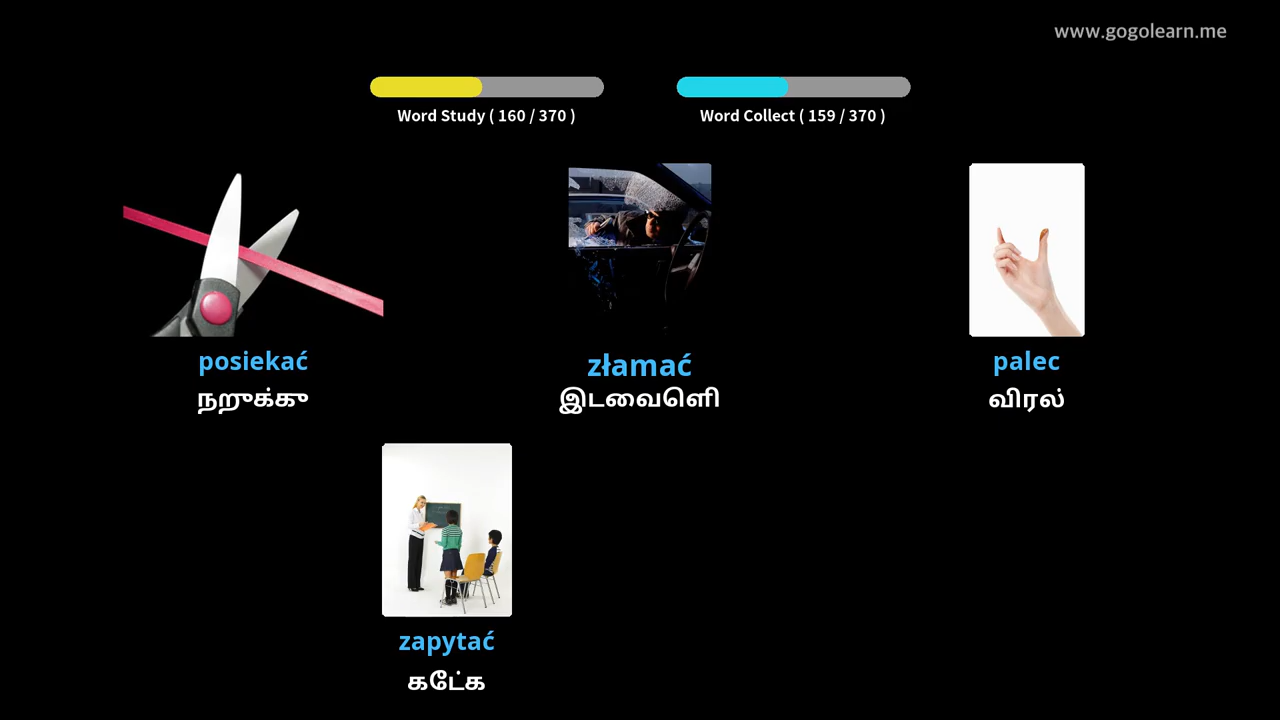 www.gogolearn.me
Word Study ( 160 / 370 )
Word Collect ( 159 / 370 )
posiekać
நறுக்கு
złamać
இடைவெளி
palec
விரல்
zapytać
கேட்க